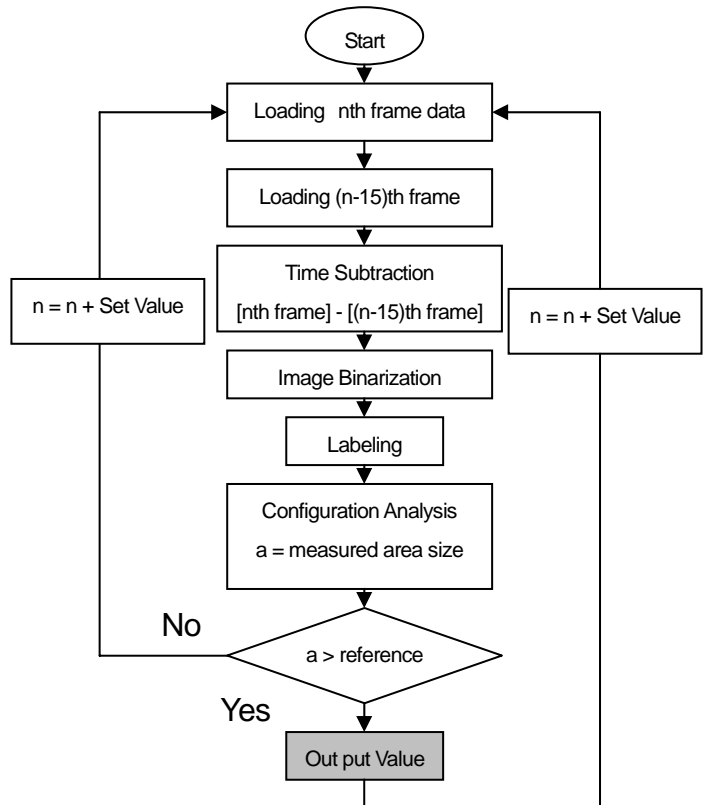 Start
Loading nth frame data
Loading (n-15)th frame
Time Subtraction
[nth frame] - [(n-15)th frame]
n = n + Set Value
n = n + Set Value
Image Binarization
Labeling
Configuration Analysis
a = measured area size
No
a > reference
Yes
Out put Value